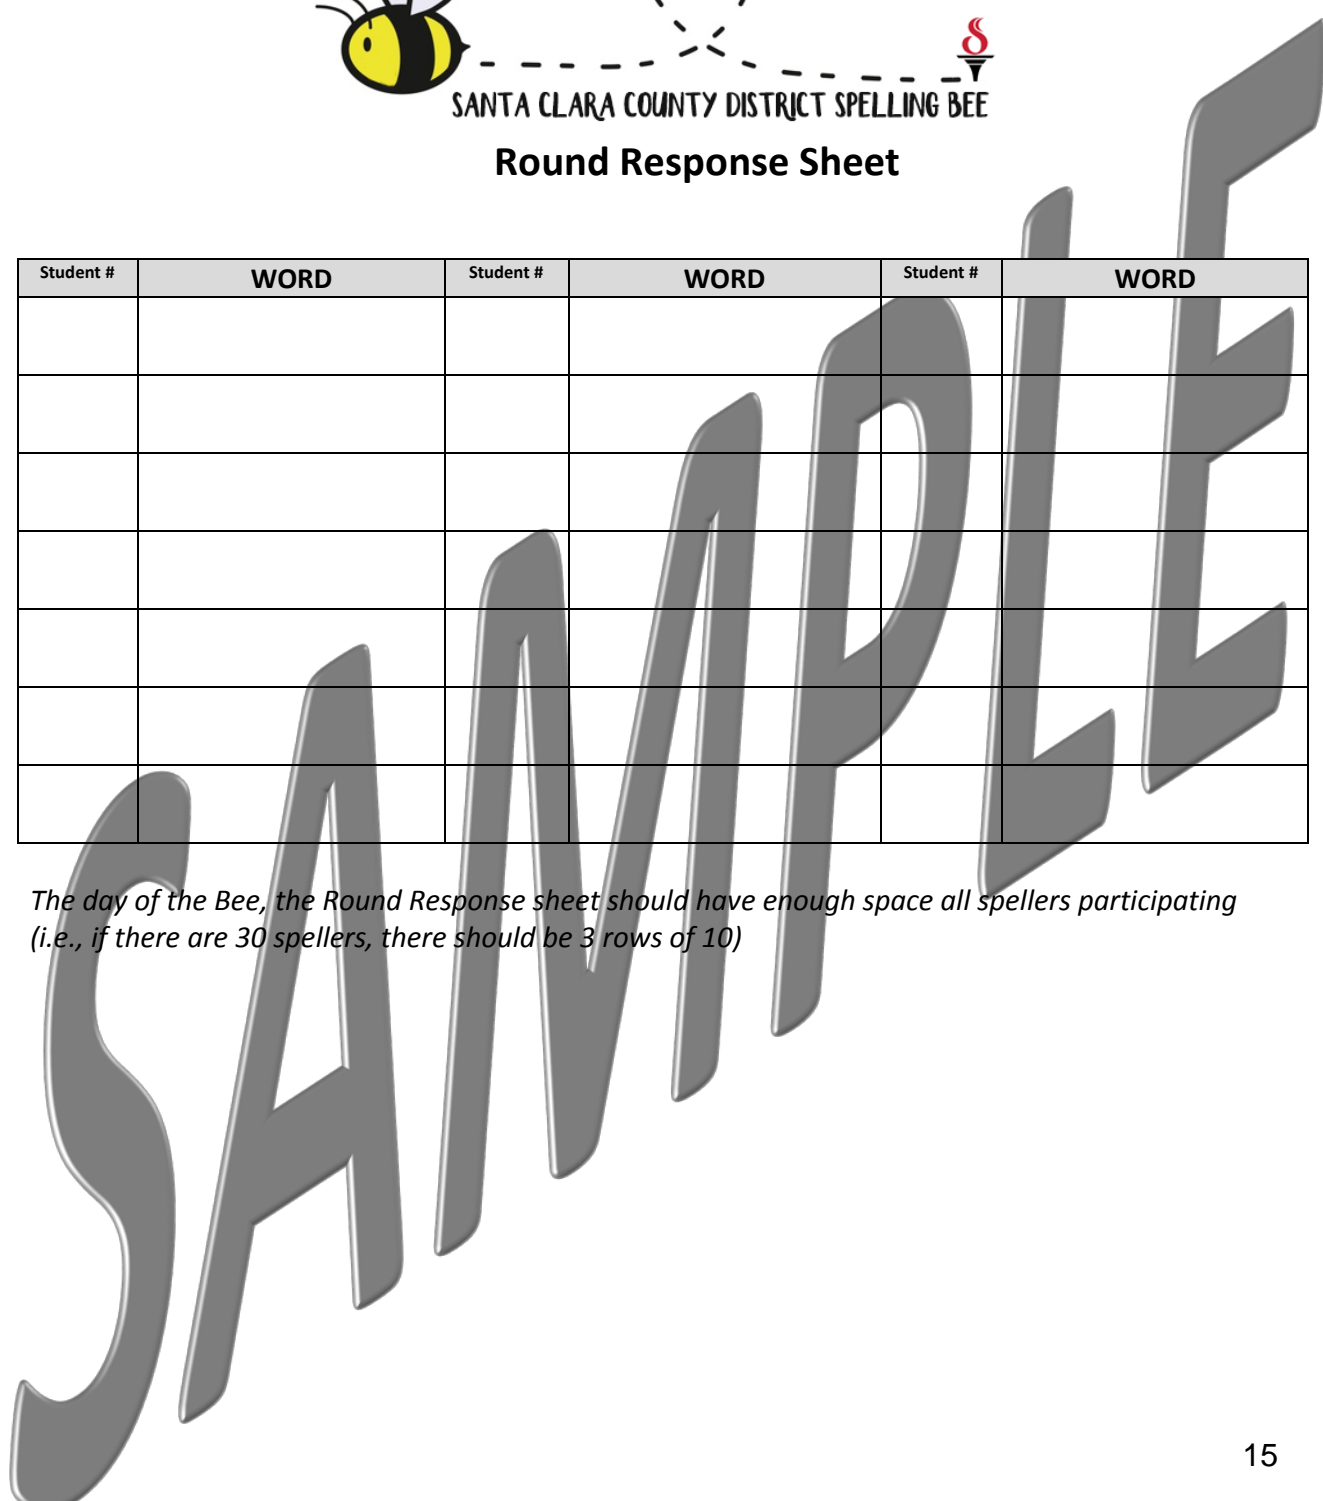 SANTA CLARA COUNTY DISTRICT SPELLING BEE
Round Response Sheet
Student # WORD Student # WORD Student # WORD
The day of the Bee, the Round Response sheet should have enough space all spellers participating
(i.e., if there are 30 spellers, there should be 3 rows of 10)
SAMPLE
15